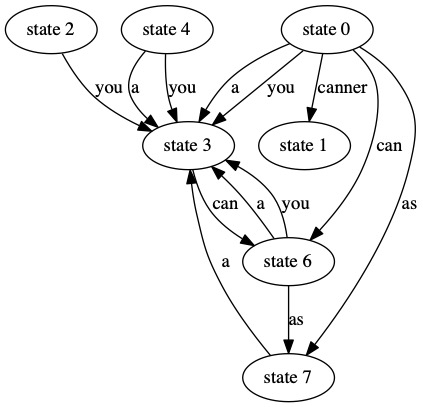 state 2 state 4 state 0
you a you a you canner
state 3 state 1 can
can a you as
state 6
a as
state 7